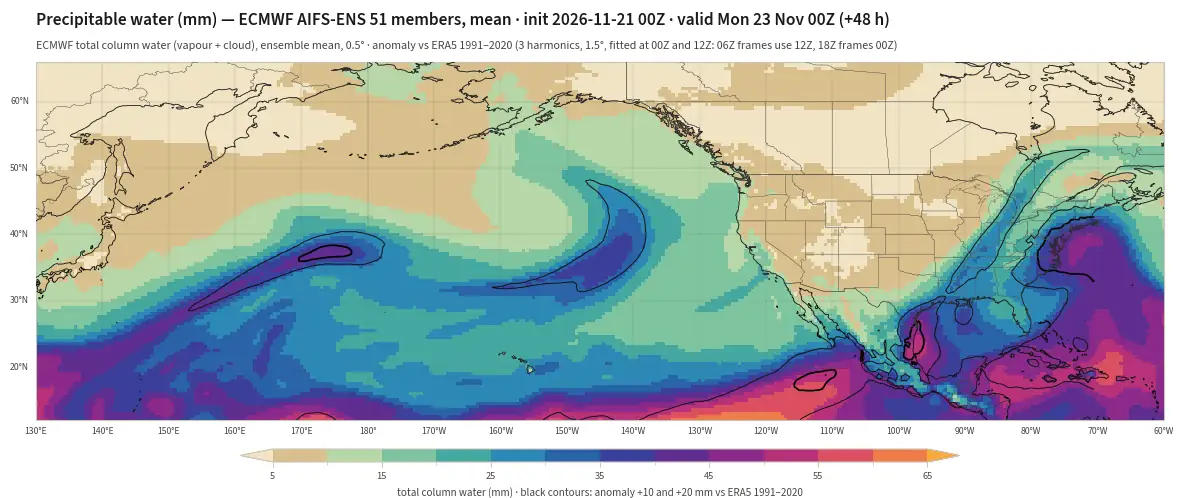 Precipitable water (mm) — ECMWF AIFS-ENS 51 members, mean · init 2026-11-21 00Z · valid Mon 23 Nov 00Z (+48 h)
ECMWF total column water (vapour + cloud), ensemble mean, 0.5° · anomaly vs ERA5 1991–2020 (3 harmonics, 1.5°, fitted at 00Z and 12Z: 06Z frames use 12Z, 18Z frames 00Z)
60°N
50°N
40°N
30°N
20°N
130°E 140°E 150°E 160°E 170°E 180° 170°W 160°W 150°W 140°W 130°W 120°W 110°W 100°W 90°W 80°W 70°W 60°W
5 15 25 35 45 55 65
total column water (mm) · black contours: anomaly +10 and +20 mm vs ERA5 1991–2020